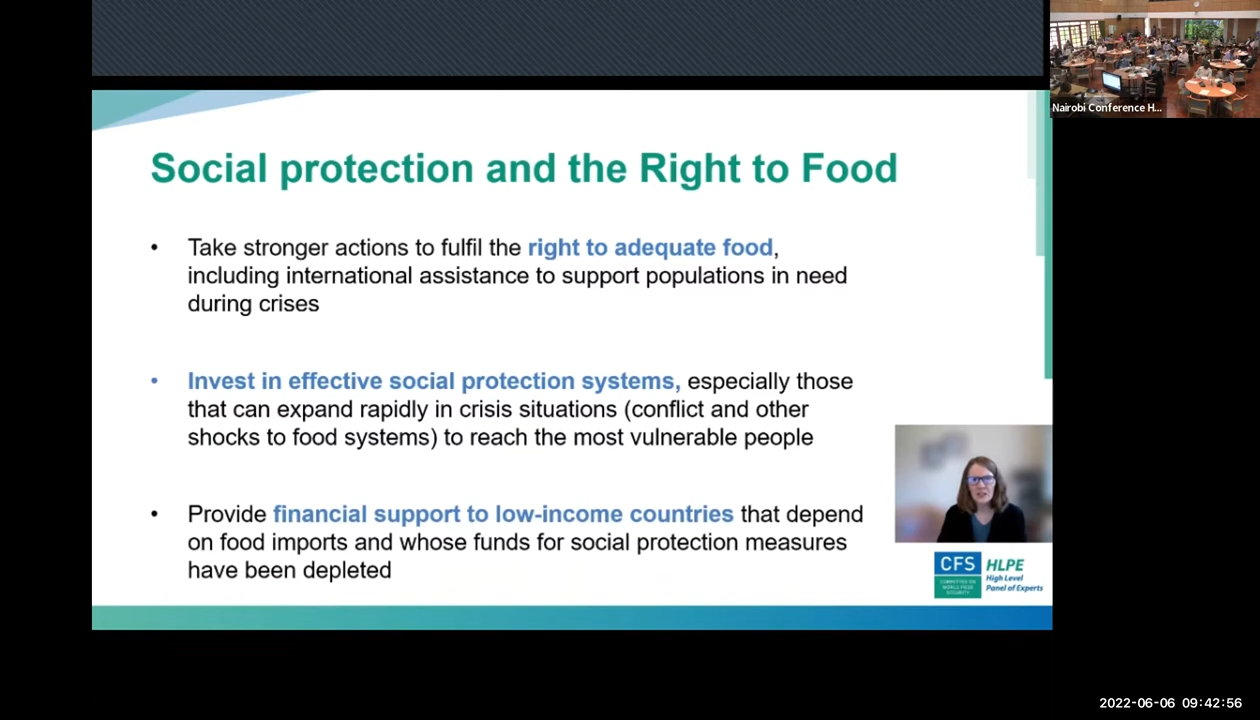 Nairobi Conference H...
Social protection and the Right to Food
• Take stronger actions to fulfil the right to adequate food,
including international assistance to support populations in need
during crises
• Invest in effective social protection systems, especially those
that can expand rapidly in crisis situations (conflict and other
shocks to food systems) to reach the most vulnerable people
• Provide financial support to low-income countries that depend
on food imports and whose funds for social protection measures
have been depleted
CFS
COMMITTEE ON
WORLD FOOD
SECURITY
HLPE
High Level
Panel of Experts
2022-06-06 09:42:56